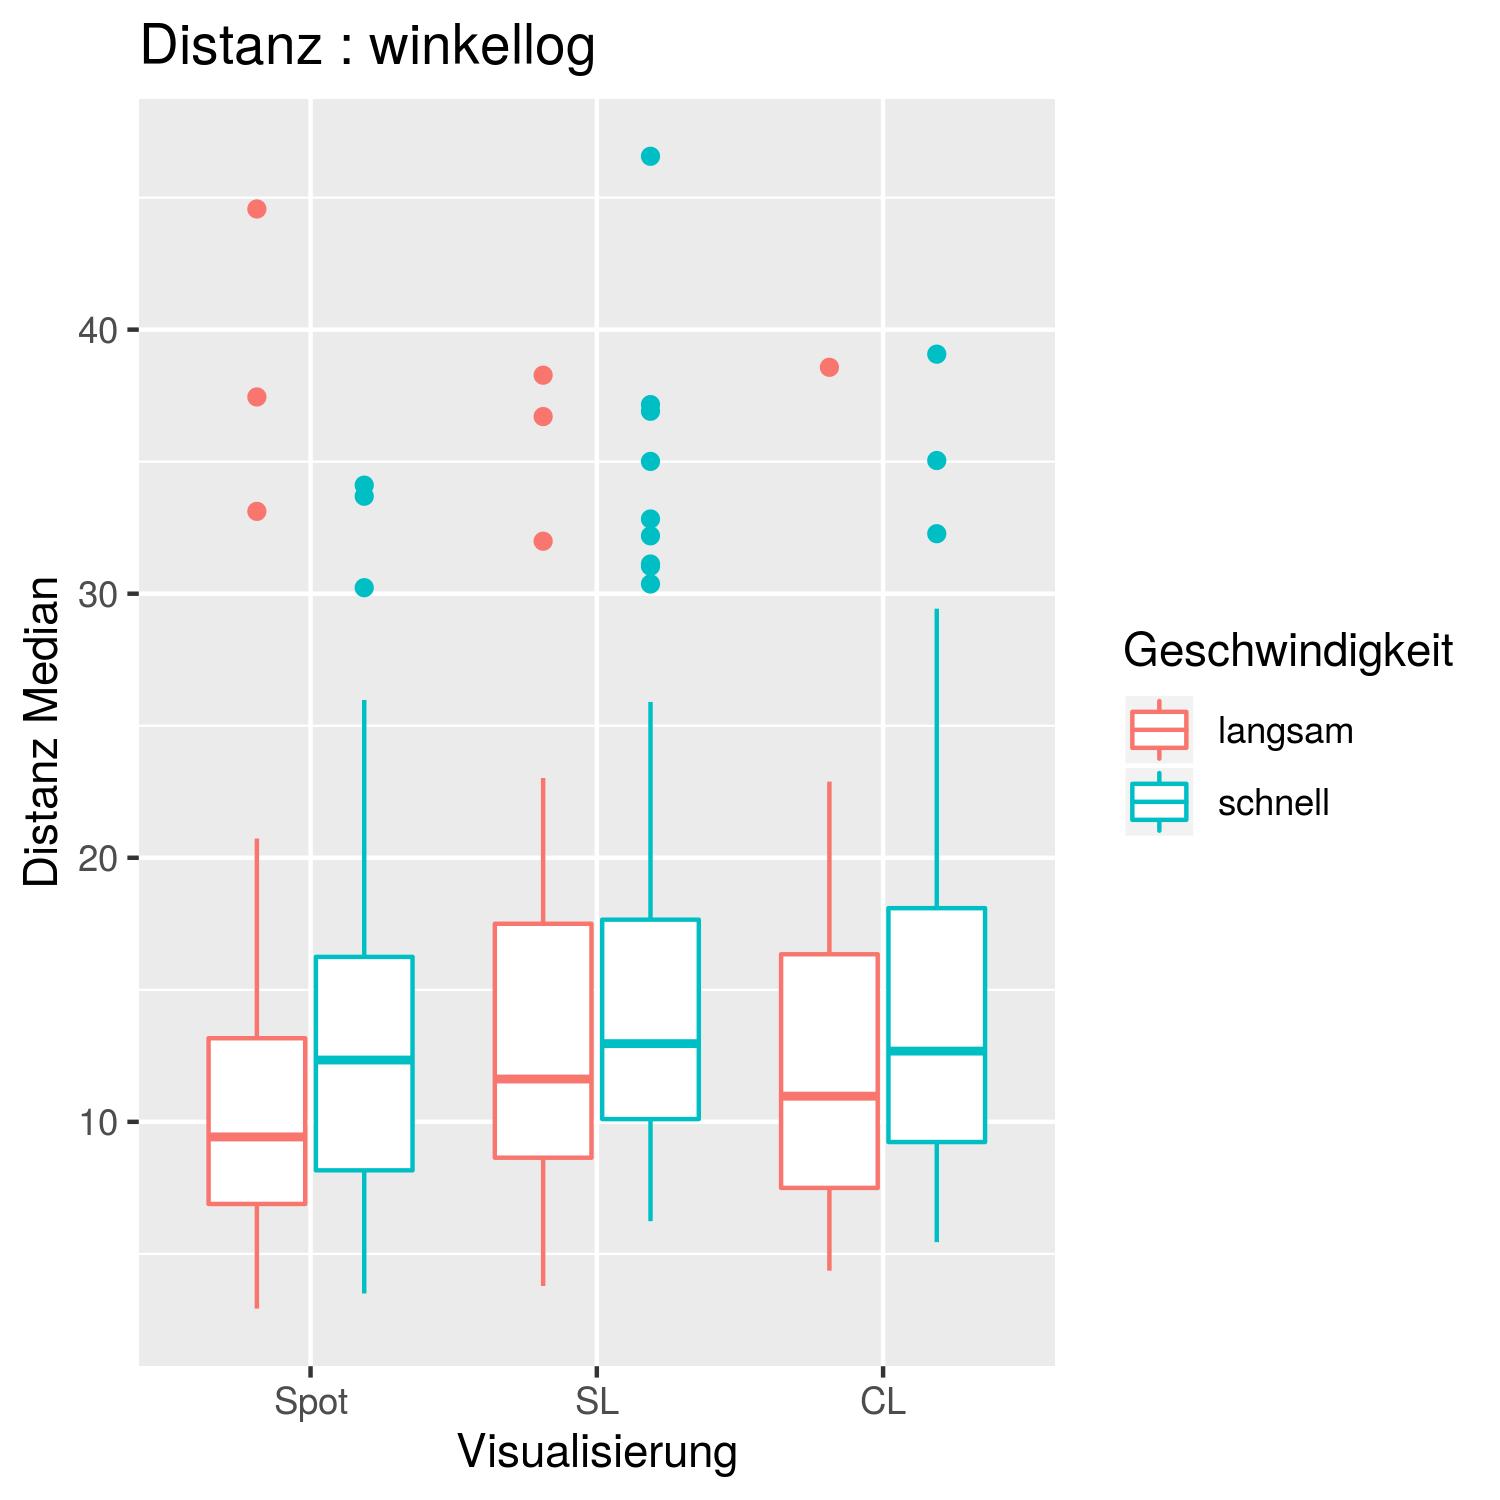 Distanz : winkellog
Distanz Median
40
30
20
10
Spot SL CL
Visualisierung
Geschwindigkeit
langsam
schnell